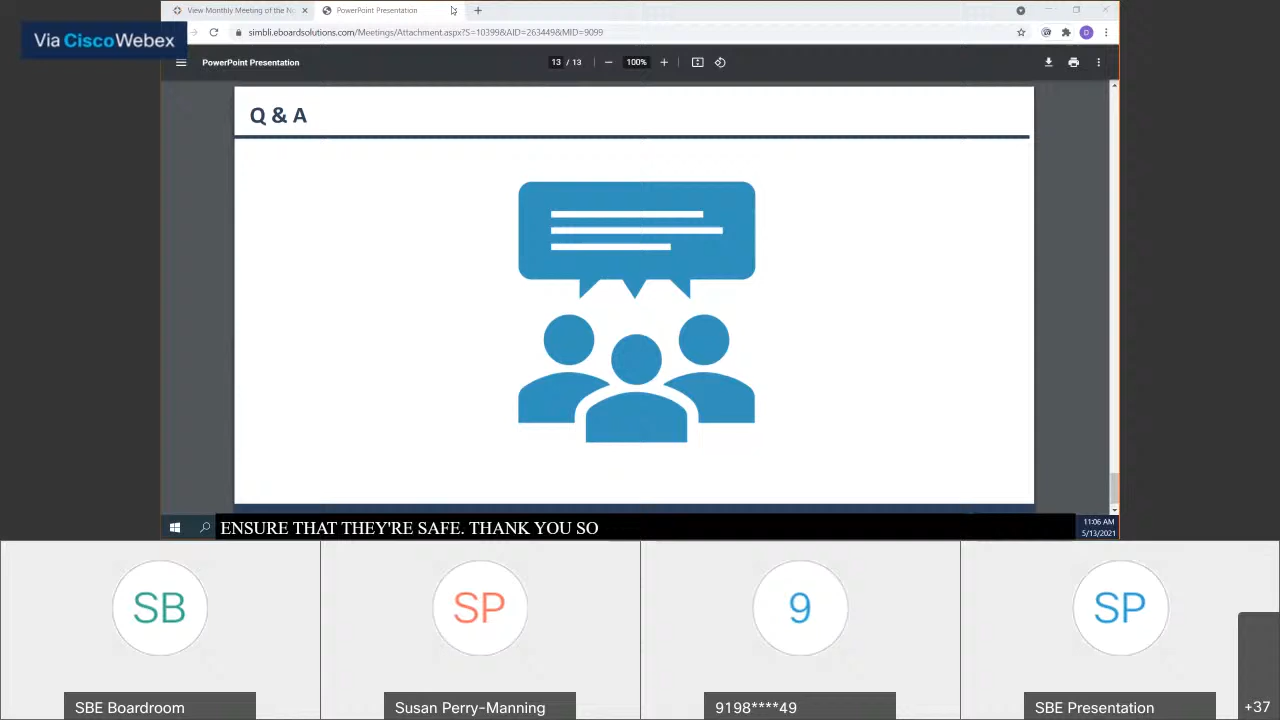 View Monthly Meeting of the N
PowerPoint Presentation
Via Cisco Webex
simbli.eboardsolutions.com/Meetings/Attachment.aspx?S=10399&AID=263449&MID=9099
D
PowerPoint Presentation
13 / 13
100%
Q & A
ENSURE THAT THEY'RE SAFE. THANK YOU SO
11:06 AM
5/13/2021
SB
SP
9
SP
SBE Boardroom
Susan Perry-Manning
9198****49
SBE Presentation
+37